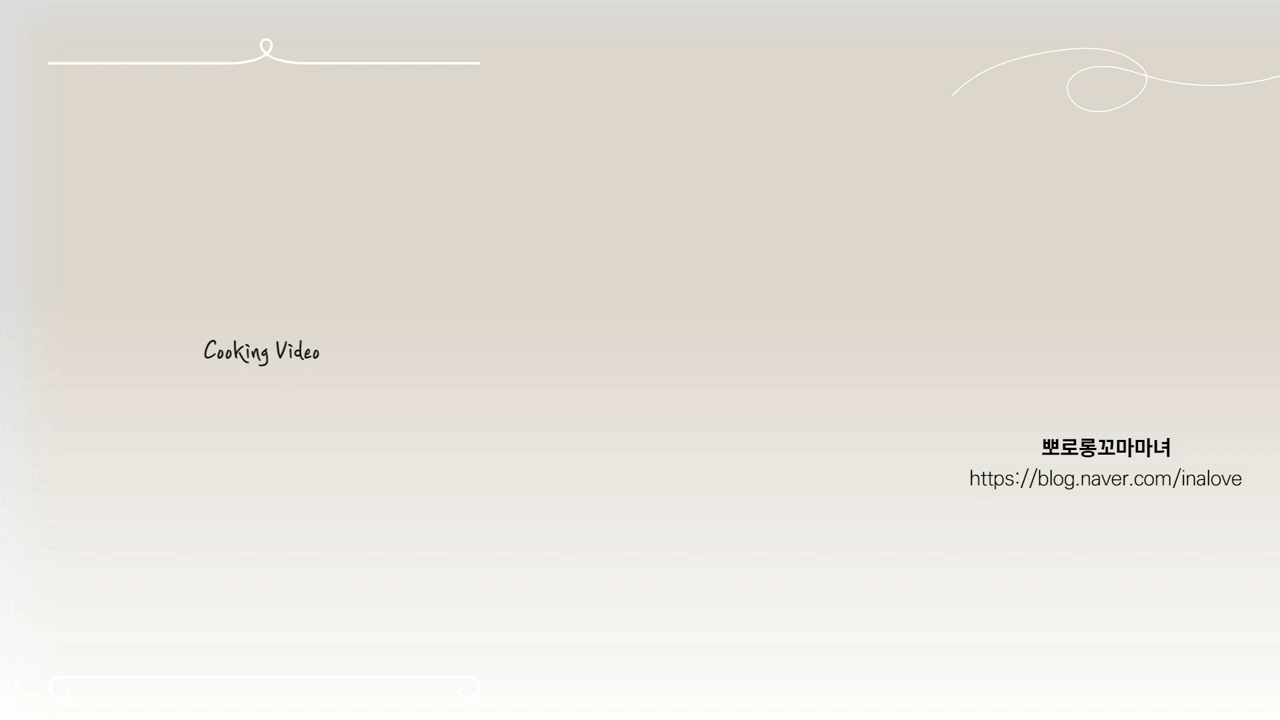 Cooking Video
뽀로롱꼬마마녀
https://blog.naver.com/inalove